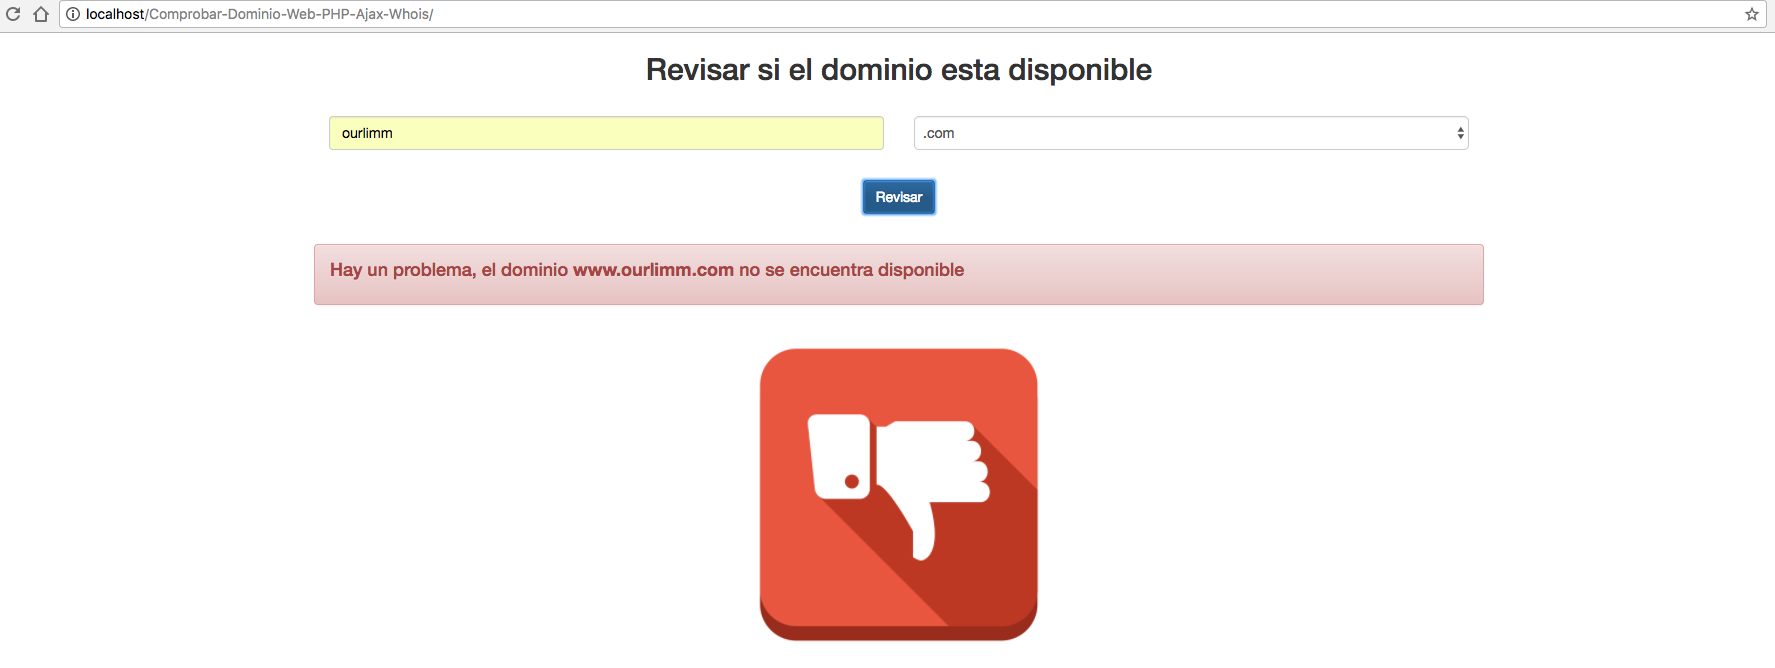 localhost/Comprobar-Dominio-Web-PHP-Ajax-Whois/
Revisar si el dominio esta disponible
ourlimm
.com
Revisar
Hay un problema, el dominio www.ourlimm.com no se encuentra disponible